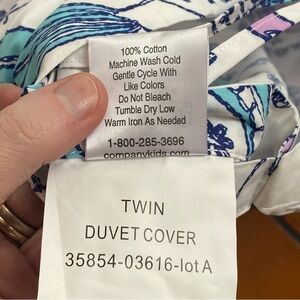 100% Cotton
Machine Wash Cold
Gentle Cycle With
Like Colors
Do Not Bleach
Tumble Dry Low
Warm Iron As Needed
1-800-285-3696
companykids.com
TWIN
DUVET COVER
35854-03616-lot A